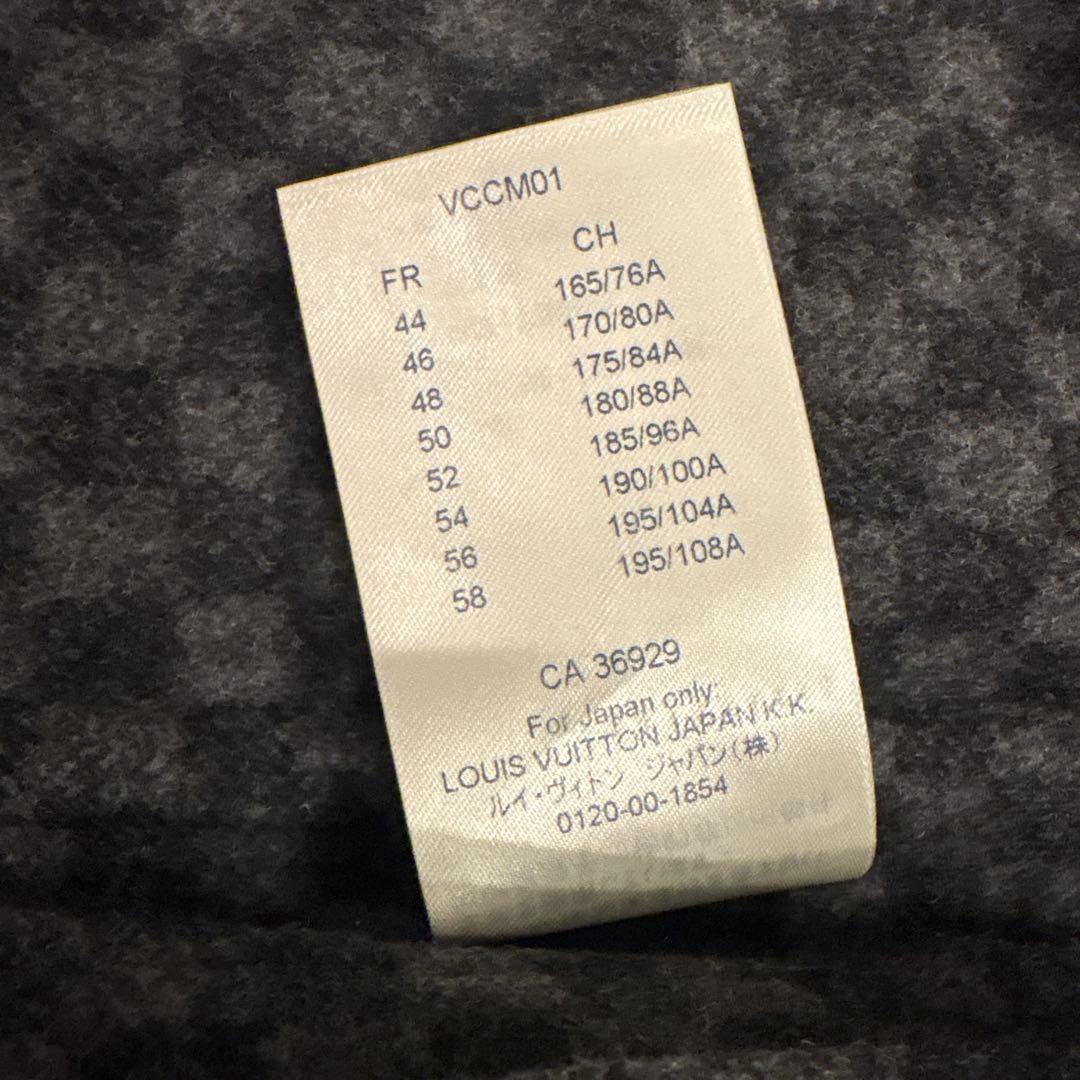 VCCM01
FR CH
44 165/76A
46 170/80A
48 175/84A
50 180/88A
52 185/96A
54 190/100A
56 195/104A
58 195/108A
CA 36929
For Japan only:
LOUIS VUITTON JAPAN K.K.
ルイ・ヴィトン ジャパン(株)
0120-00-1854